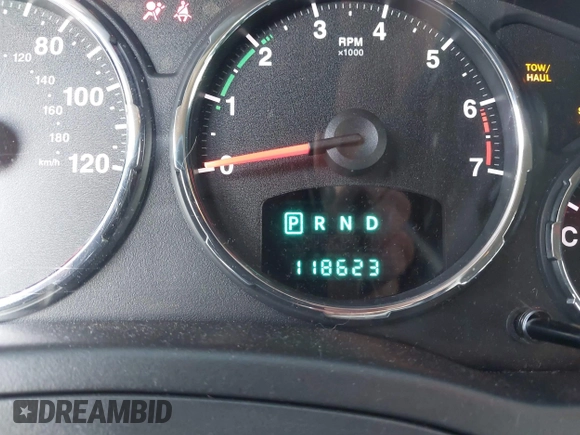 80
120
140
100
160
180
km/h
120
RPM
x1000
0
1
2
3
4
5
6
7
TOW/
HAUL
P R N D
118623
C
DREAMBID